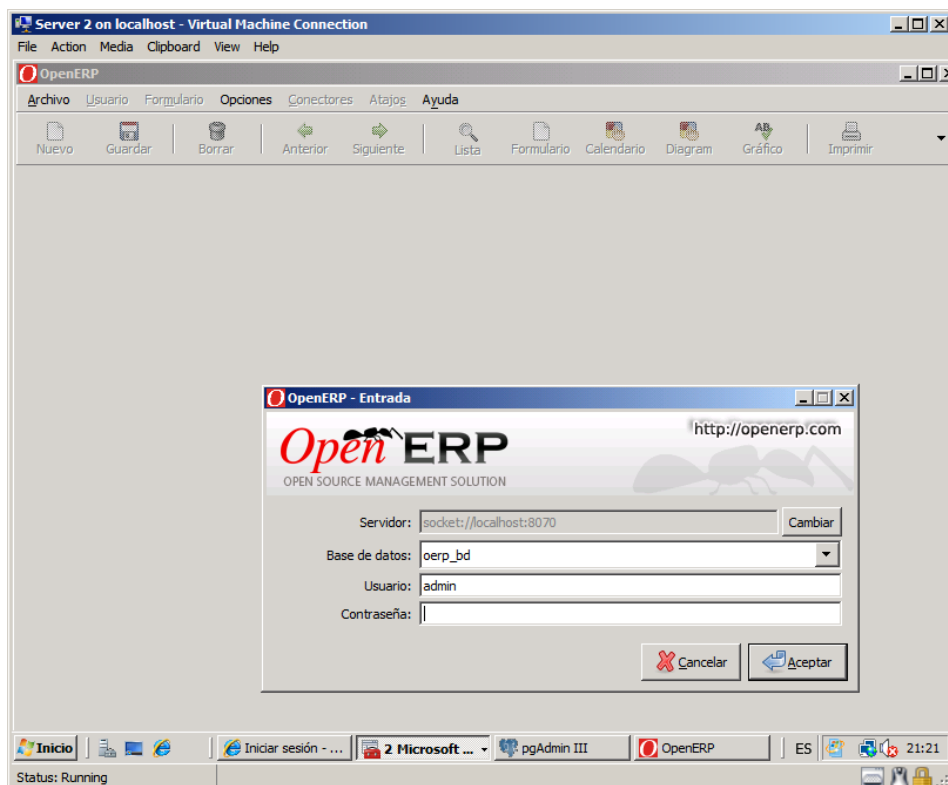 Server 2 on localhost - Virtual Machine Connection
File Action Media Clipboard View Help
OpenERP
Archivo Usuario Formulario Opciones Conectores Atajos Ayuda
Nuevo Guardar Borrar Anterior Siguiente Lista Formulario Calendario Diagram Gráfico Imprimir
OpenERP - Entrada
http://openerp.com
Open ERP
OPEN SOURCE MANAGEMENT SOLUTION
Servidor: socket://localhost:8070 Cambiar
Base de datos: oerp_bd
Usuario: admin
Contraseña:
Cancelar Aceptar
Inicio Iniciar sesión - ... 2 Microsoft ... pgAdmin III OpenERP ES 21:21
Status: Running